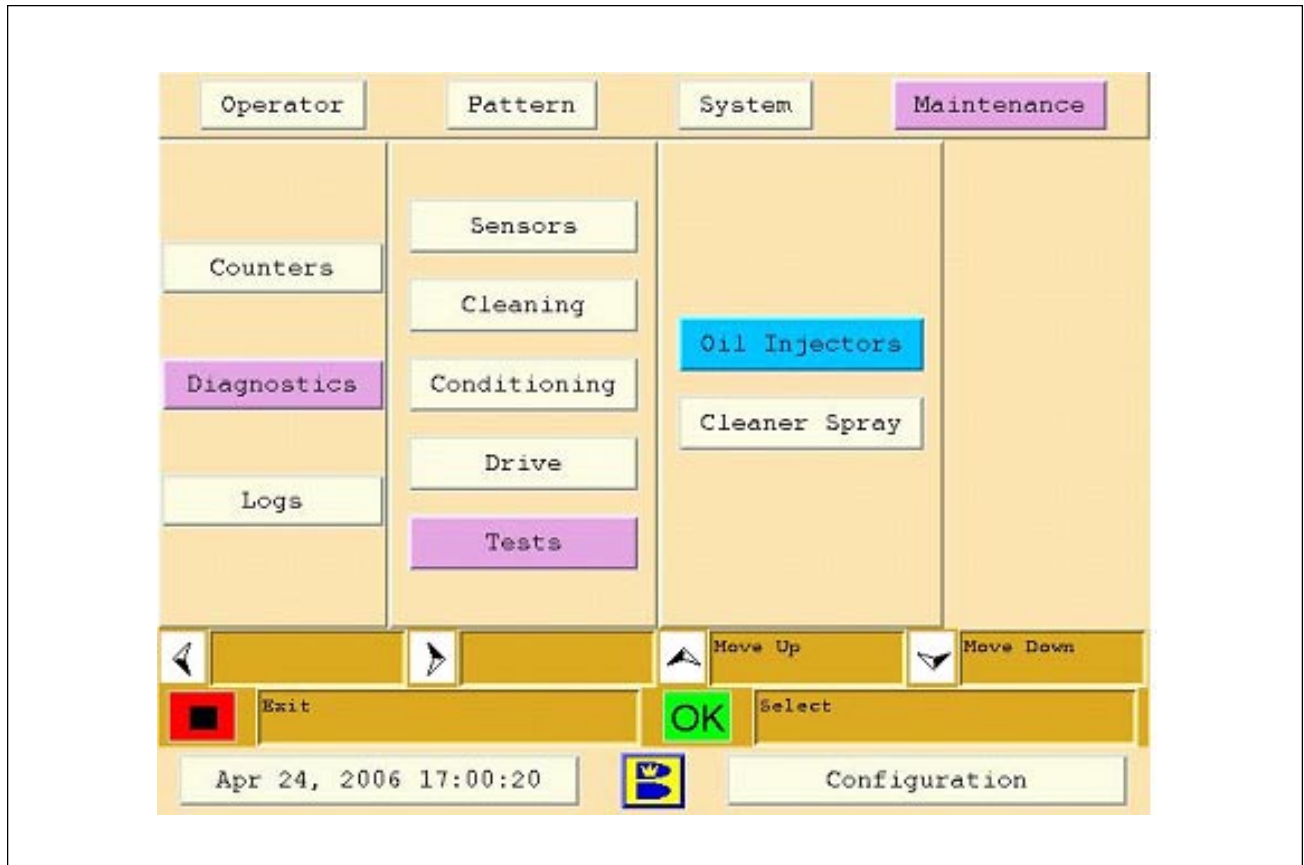 Operator
Pattern
System
Maintenance
Counters
Diagnostics
Logs
Sensors
Cleaning
Conditioning
Drive
Tests
Oil Injectors
Cleaner Spray
Move Up
Move Down
Exit
OK
Select
Apr 24, 2006 17:00:20
Configuration